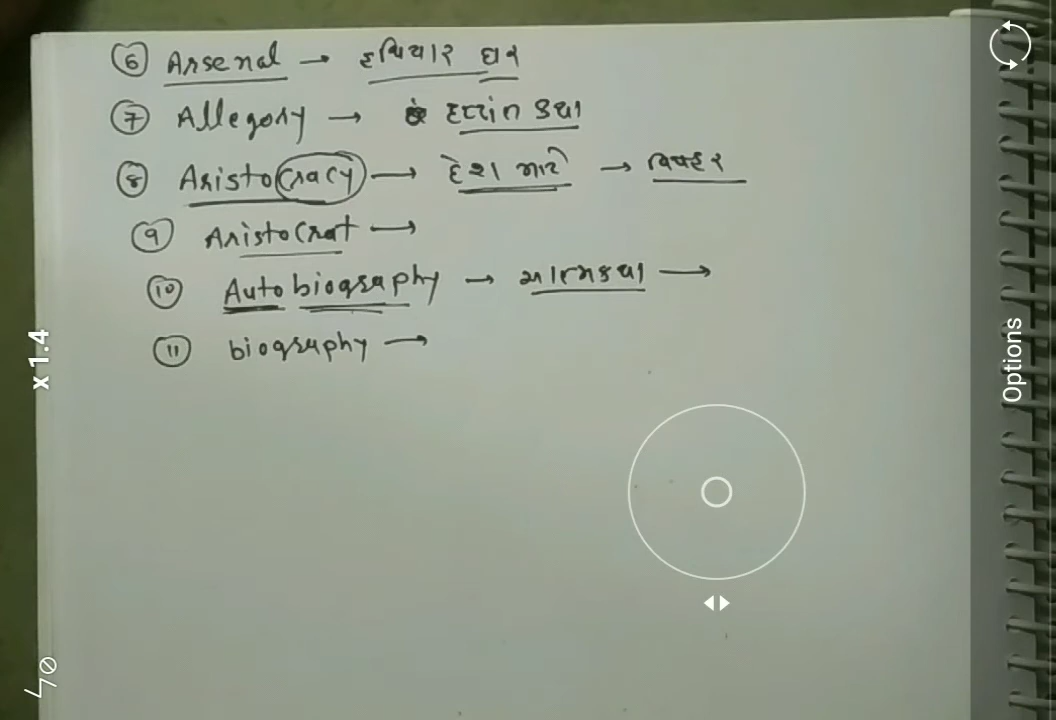 6 Arsenal → હથિયાર ઘર
7 Allegory → દ્રષ્ટાંત કથા
8 Aristocracy → દેશ માટે →
9 Aristocrat →
10 Autobiography → આત્મકથા →
11 biography →
x 1.4
Options